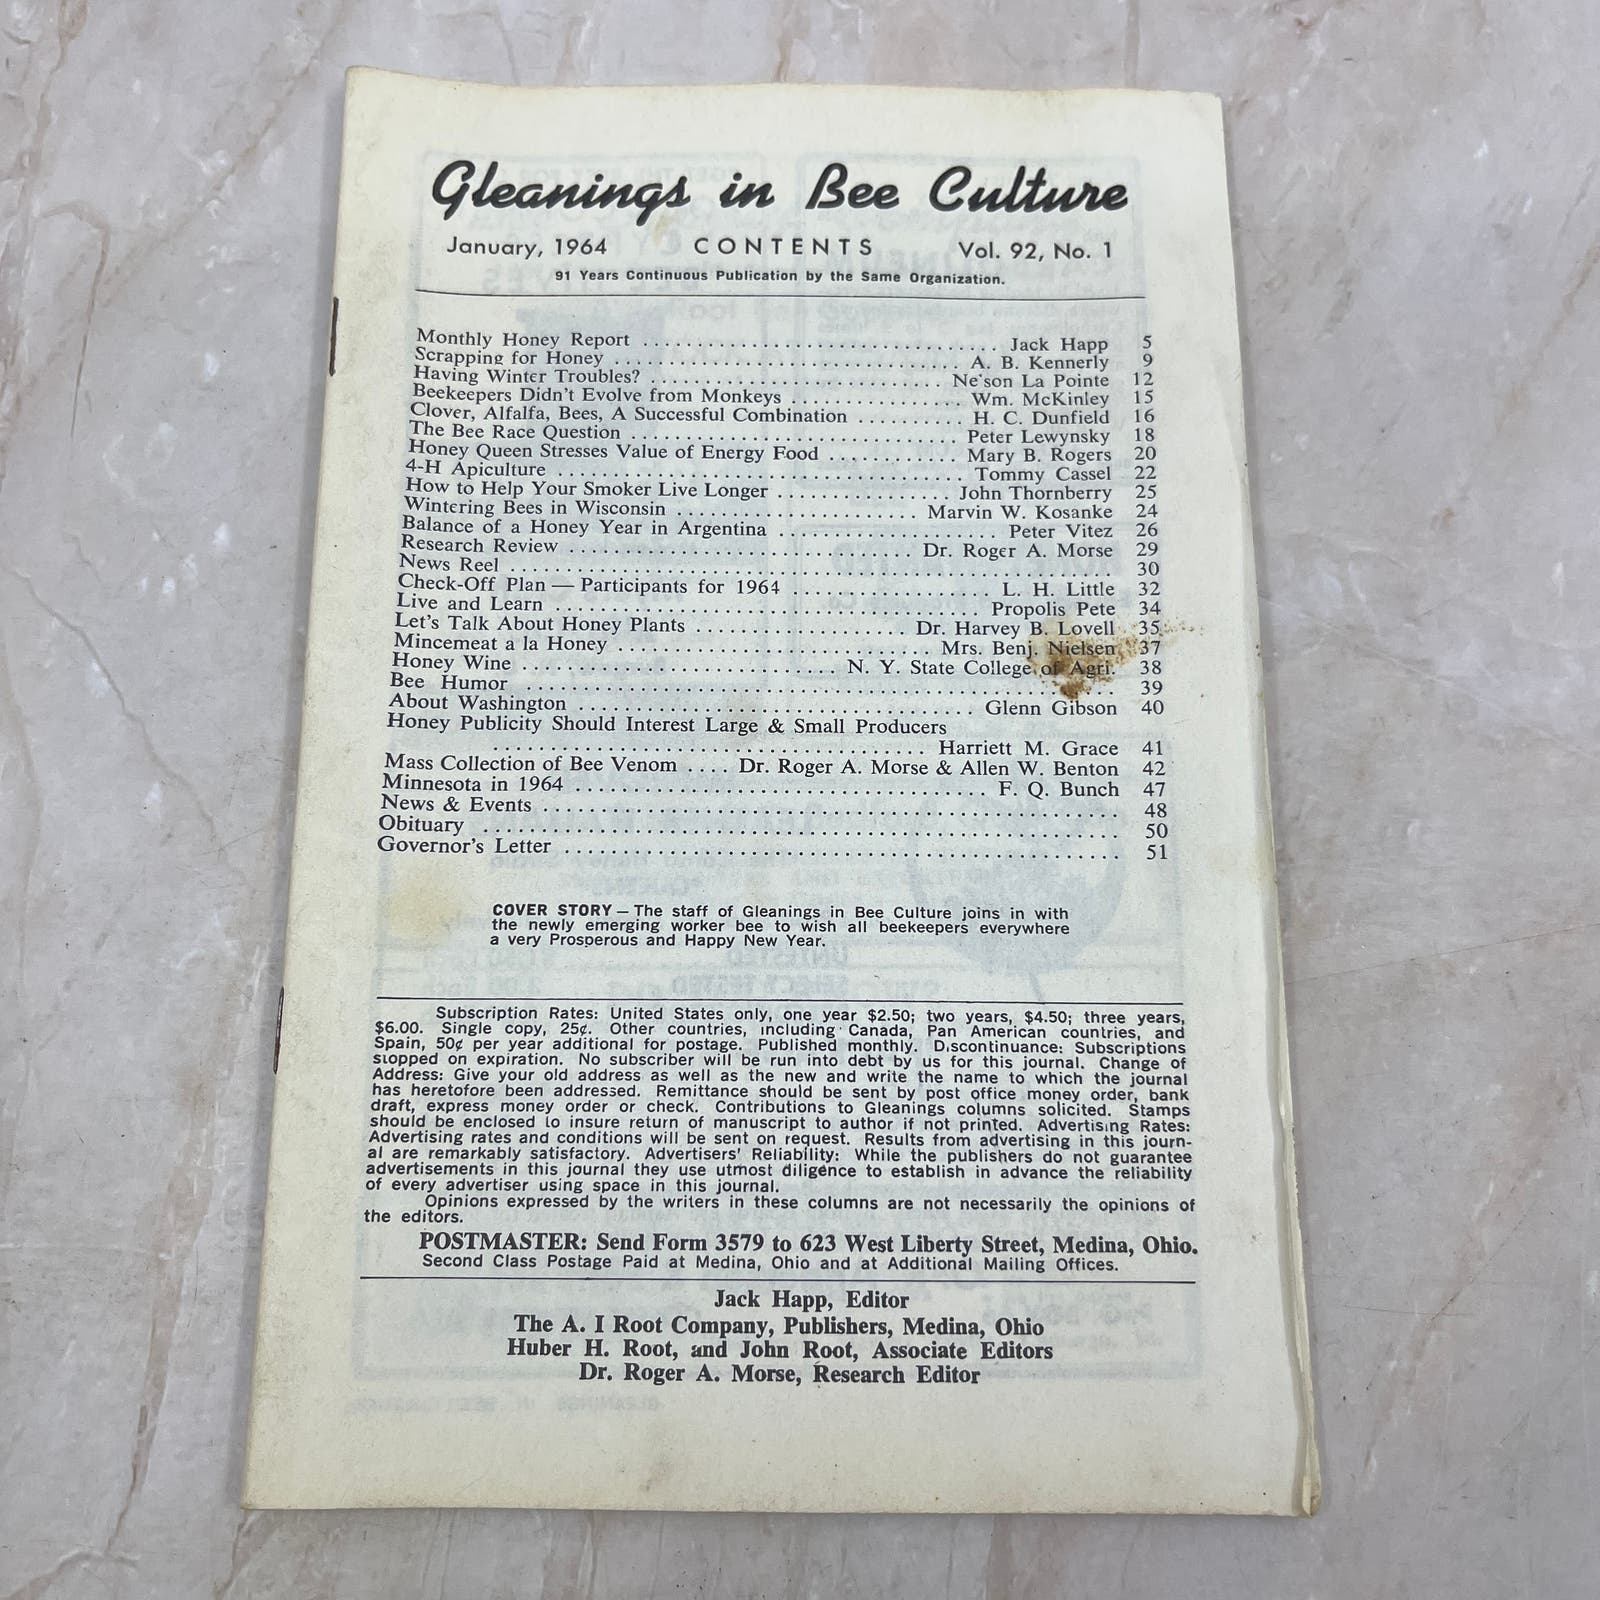 Gleanings in Bee Culture
January, 1964 CONTENTS Vol. 92, No. 1
91 Years Continuous Publication by the Same Organization.
Monthly Honey Report .................................. Jack Happ 5
Scrapping for Honey .................................. A. B. Kennerly 9
Having Winter Troubles? ............................ Ne'son La Pointe 12
Beekeepers Didn't Evolve from Monkeys ................ Wm. McKinley 15
Clover, Alfalfa, Bees, A Successful Combination .......... H. C. Dunfield 16
The Bee Race Question ................................ Peter Lewynsky 18
Honey Queen Stresses Value of Energy Food ............ Mary B. Rogers 20
4-H Apiculture ........................................ Tommy Cassel 22
How to Help Your Smoker Live Longer ................. John Thornberry 25
Wintering Bees in Wisconsin ..................... Marvin W. Kosanke 24
Balance of a Honey Year in Argentina ..................... Peter Vitez 26
Research Review ................................ Dr. Roger A. Morse 29
News Reel .......................................................... 30
Check-Off Plan — Participants for 1964 ................... L. H. Little 32
Live and Learn ......................................... Propolis Pete 34
Let's Talk About Honey Plants .................... Dr. Harvey B. Lovell 35
Mincemeat a la Honey ............................ Mrs. Benj. Nielsen 37
Honey Wine .............................. N. Y. State College of Agri. 38
Bee Humor ........................................................ 39
About Washington ..................................... Glenn Gibson 40
Honey Publicity Should Interest Large & Small Producers
.......................................... Harriett M. Grace 41
Mass Collection of Bee Venom .... Dr. Roger A. Morse & Allen W. Benton 42
Minnesota in 1964 ....................................... F. Q. Bunch 47
News & Events ..................................................... 48
Obituary .......................................................... 50
Governor's Letter .................................................. 51
COVER STORY — The staff of Gleanings in Bee Culture joins in with
the newly emerging worker bee to wish all beekeepers everywhere
a very Prosperous and Happy New Year.
Subscription Rates: United States only, one year $2.50; two years, $4.50; three years,
$6.00. Single copy, 25¢. Other countries, including Canada, Pan American countries, and
Spain, 50¢ per year additional for postage. Published monthly. Discontinuance: Subscriptions
stopped on expiration. No subscriber will be run into debt by us for this journal. Change of
Address: Give your old address as well as the new and write the name to which the journal
has heretofore been addressed. Remittance should be sent by post office money order, bank
draft, express money order or check. Contributions to Gleanings columns solicited. Stamps
should be enclosed to insure return of manuscript to author if not printed. Advertising Rates:
Advertising rates and conditions will be sent on request. Results from advertising in this journ-
al are remarkably satisfactory. Advertisers' Reliability: While the publishers do not guarantee
advertisements in this journal they use utmost diligence to establish in advance the reliability
of every advertiser using space in this journal.
Opinions expressed by the writers in these columns are not necessarily the opinions of
the editors.
POSTMASTER: Send Form 3579 to 623 West Liberty Street, Medina, Ohio.
Second Class Postage Paid at Medina, Ohio and at Additional Mailing Offices.
Jack Happ, Editor
The A. I Root Company, Publishers, Medina, Ohio
Huber H. Root, and John Root, Associate Editors
Dr. Roger A. Morse, Research Editor